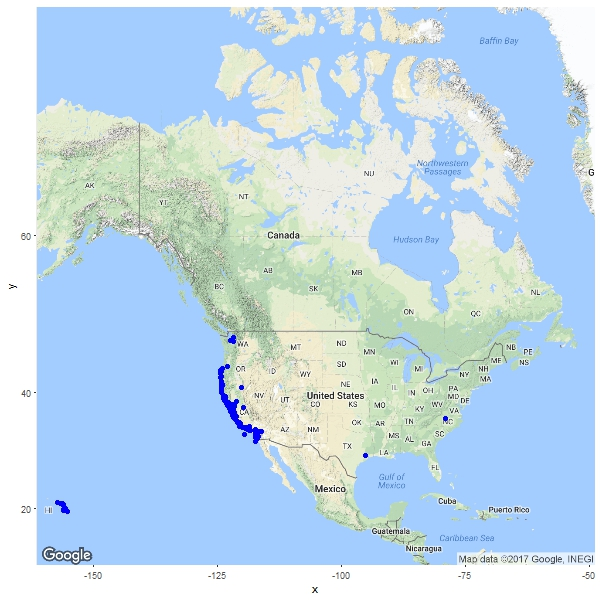 Baffin Bay
G
AK
YT
NT
NU
Northwestern
Passages
Canada
Hudson Bay
BC
AB
SK
MB
ON
QC
NL
NB
PE
NS
WA
MT
ND
MN
WI
MI
ME
NH
NY
MA
OR
ID
WY
SD
NE
IA
IL
IN
OH
PA
MD
DE
NV
UT
CO
United States
KS
MO
KY
WV
VA
CA
AZ
NM
OK
AR
TN
NC
SC
TX
LA
MS
AL
GA
FL
Gulf of
Mexico
Mexico
Cuba
Puerto Rico
HI
Guatemala
Nicaragua
Caribbean Sea
Google
Map data ©2017 Google, INEGI
60
40
20
y
-150
-125
-100
-75
-50
x